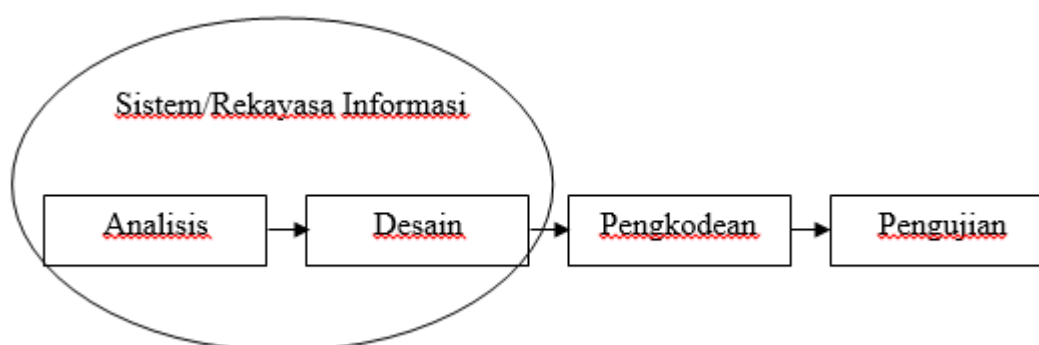 Sistem/Rekayasa Informasi
Analisis
Desain
Pengkodean
Pengujian